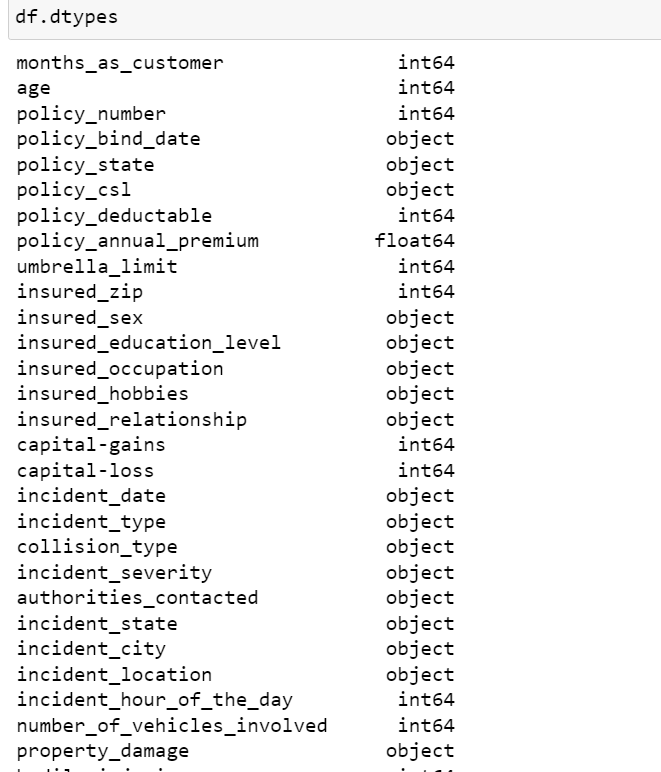 df.dtypes
months_as_customer int64
age int64
policy_number int64
policy_bind_date object
policy_state object
policy_csl object
policy_deductable int64
policy_annual_premium float64
umbrella_limit int64
insured_zip int64
insured_sex object
insured_education_level object
insured_occupation object
insured_hobbies object
insured_relationship object
capital-gains int64
capital-loss int64
incident_date object
incident_type object
collision_type object
incident_severity object
authorities_contacted object
incident_state object
incident_city object
incident_location object
incident_hour_of_the_day int64
number_of_vehicles_involved int64
property_damage object